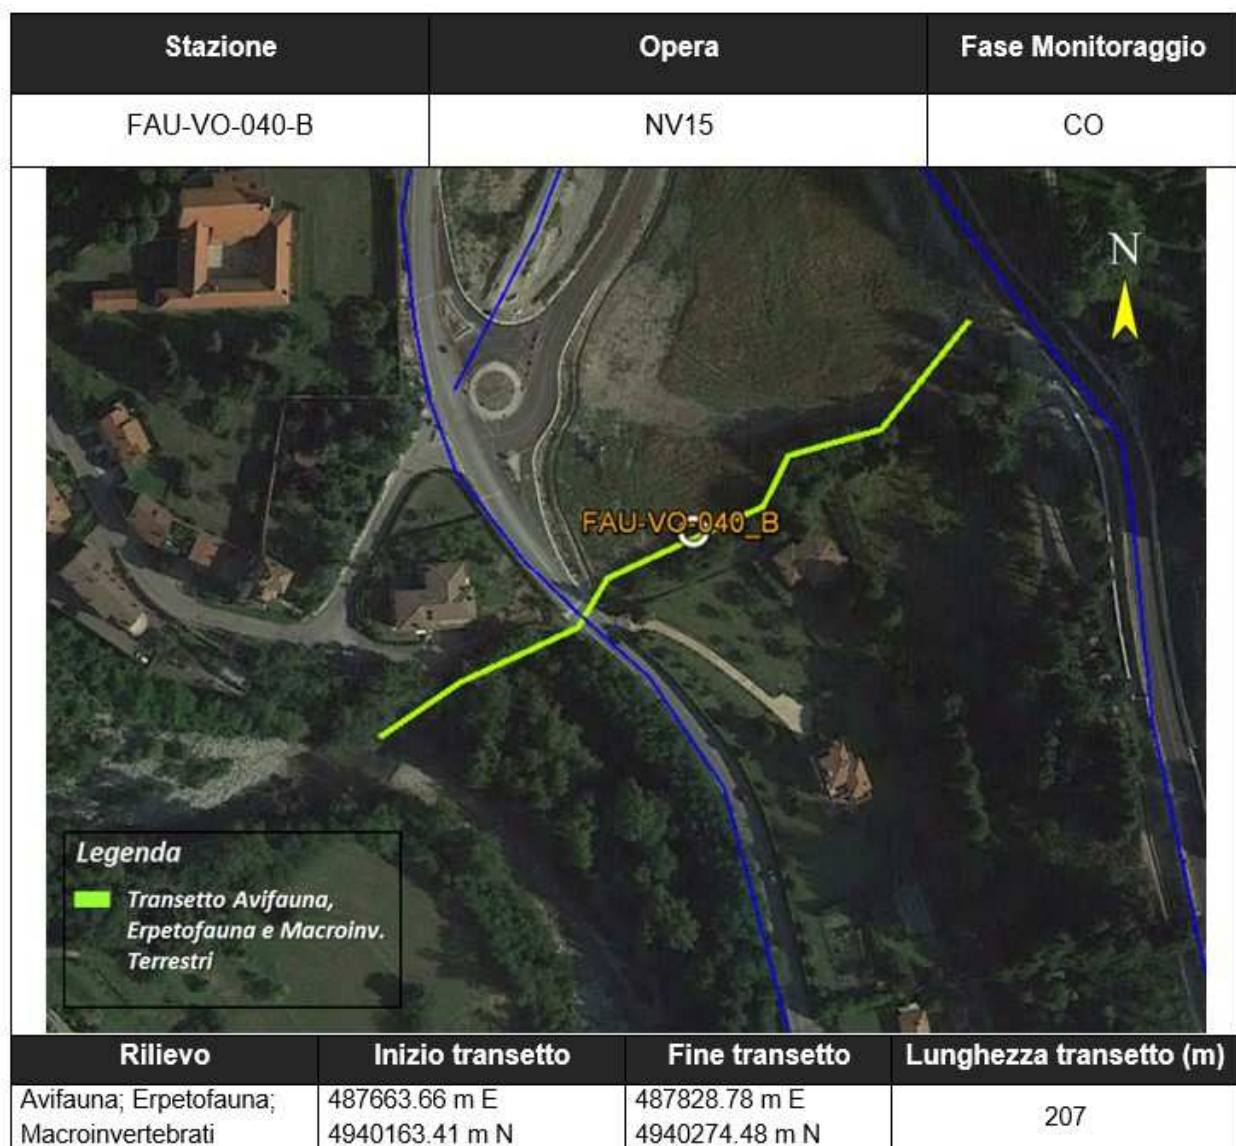 Stazione Opera Fase Monitoraggio
FAU-VO-040-B NV15 CO
N
FAU-VO-040_B
Legenda
Transetto Avifauna,
Erpetofauna e Macroinv.
Terrestri
Rilievo Inizio transetto Fine transetto Lunghezza transetto (m)
Avifauna; Erpetofauna; 487663.66 m E 487828.78 m E 207
Macroinvertebrati 4940163.41 m N 4940274.48 m N